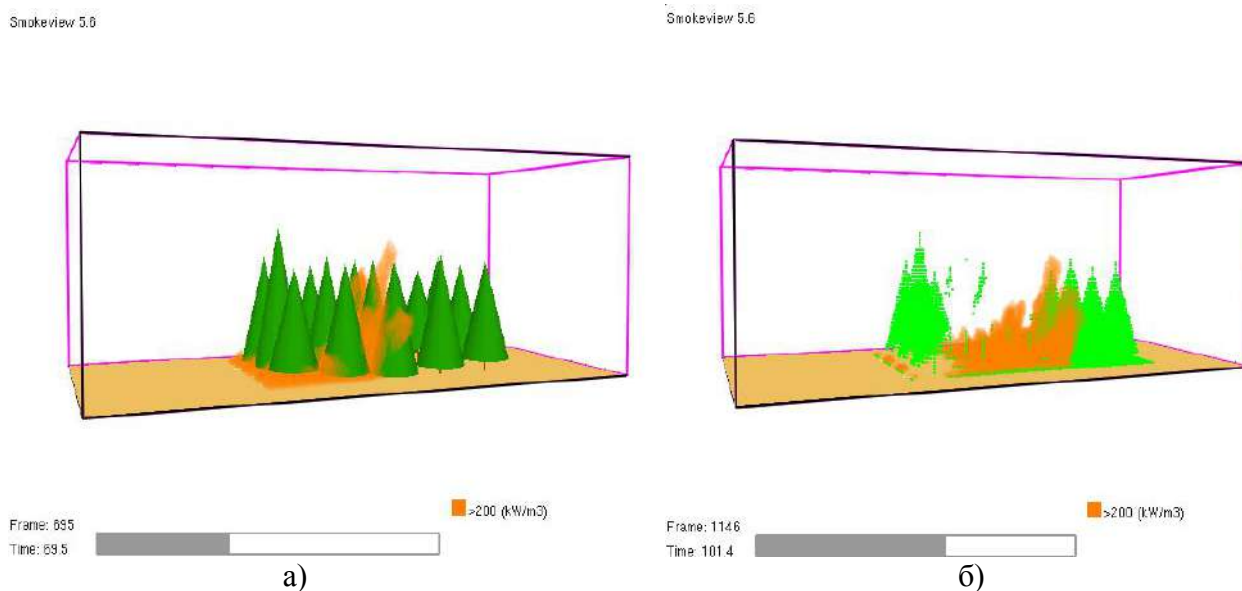 Smokeview 5.6
>200 (kW/m3)
Frame: 695
Time: 69.5
а)
Smokeview 5.6
>200 (kW/m3)
Frame: 1146
Time: 101.4
б)